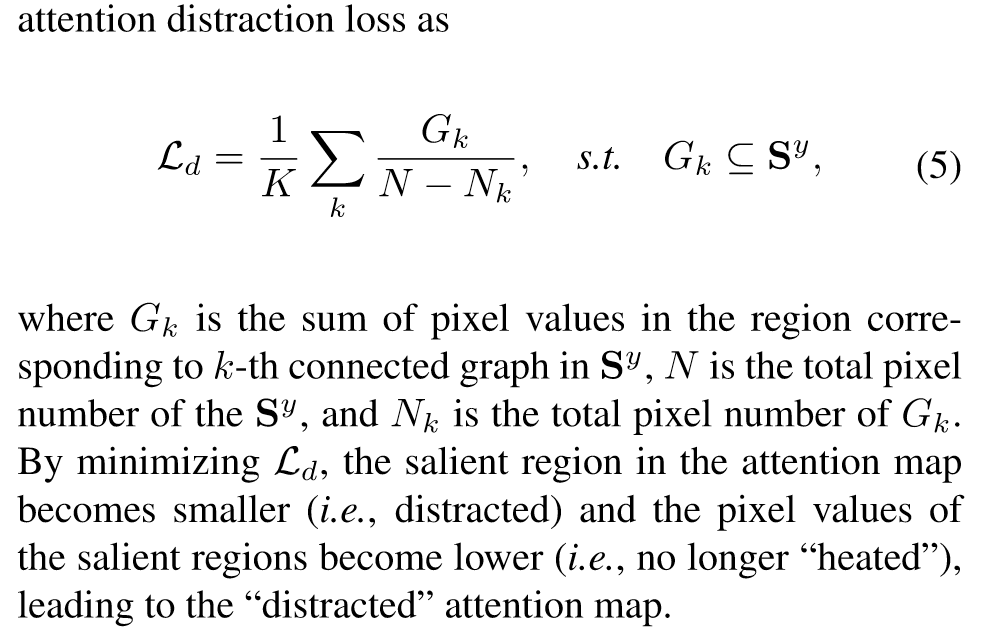 attention distraction loss as
$\mathcal{L}_d = \frac{1}{K} \sum_k \frac{G_k}{N - N_k}, \quad s.t. \quad G_k \subseteq \mathbf{S}^y, \quad (5)$
where $G_k$ is the sum of pixel values in the region corre-
sponding to $k$-th connected graph in $\mathbf{S}^y$, $N$ is the total pixel
number of the $\mathbf{S}^y$, and $N_k$ is the total pixel number of $G_k$.
By minimizing $\mathcal{L}_d$, the salient region in the attention map
becomes smaller (i.e., distracted) and the pixel values of
the salient regions become lower (i.e., no longer “heated”),
leading to the “distracted” attention map.